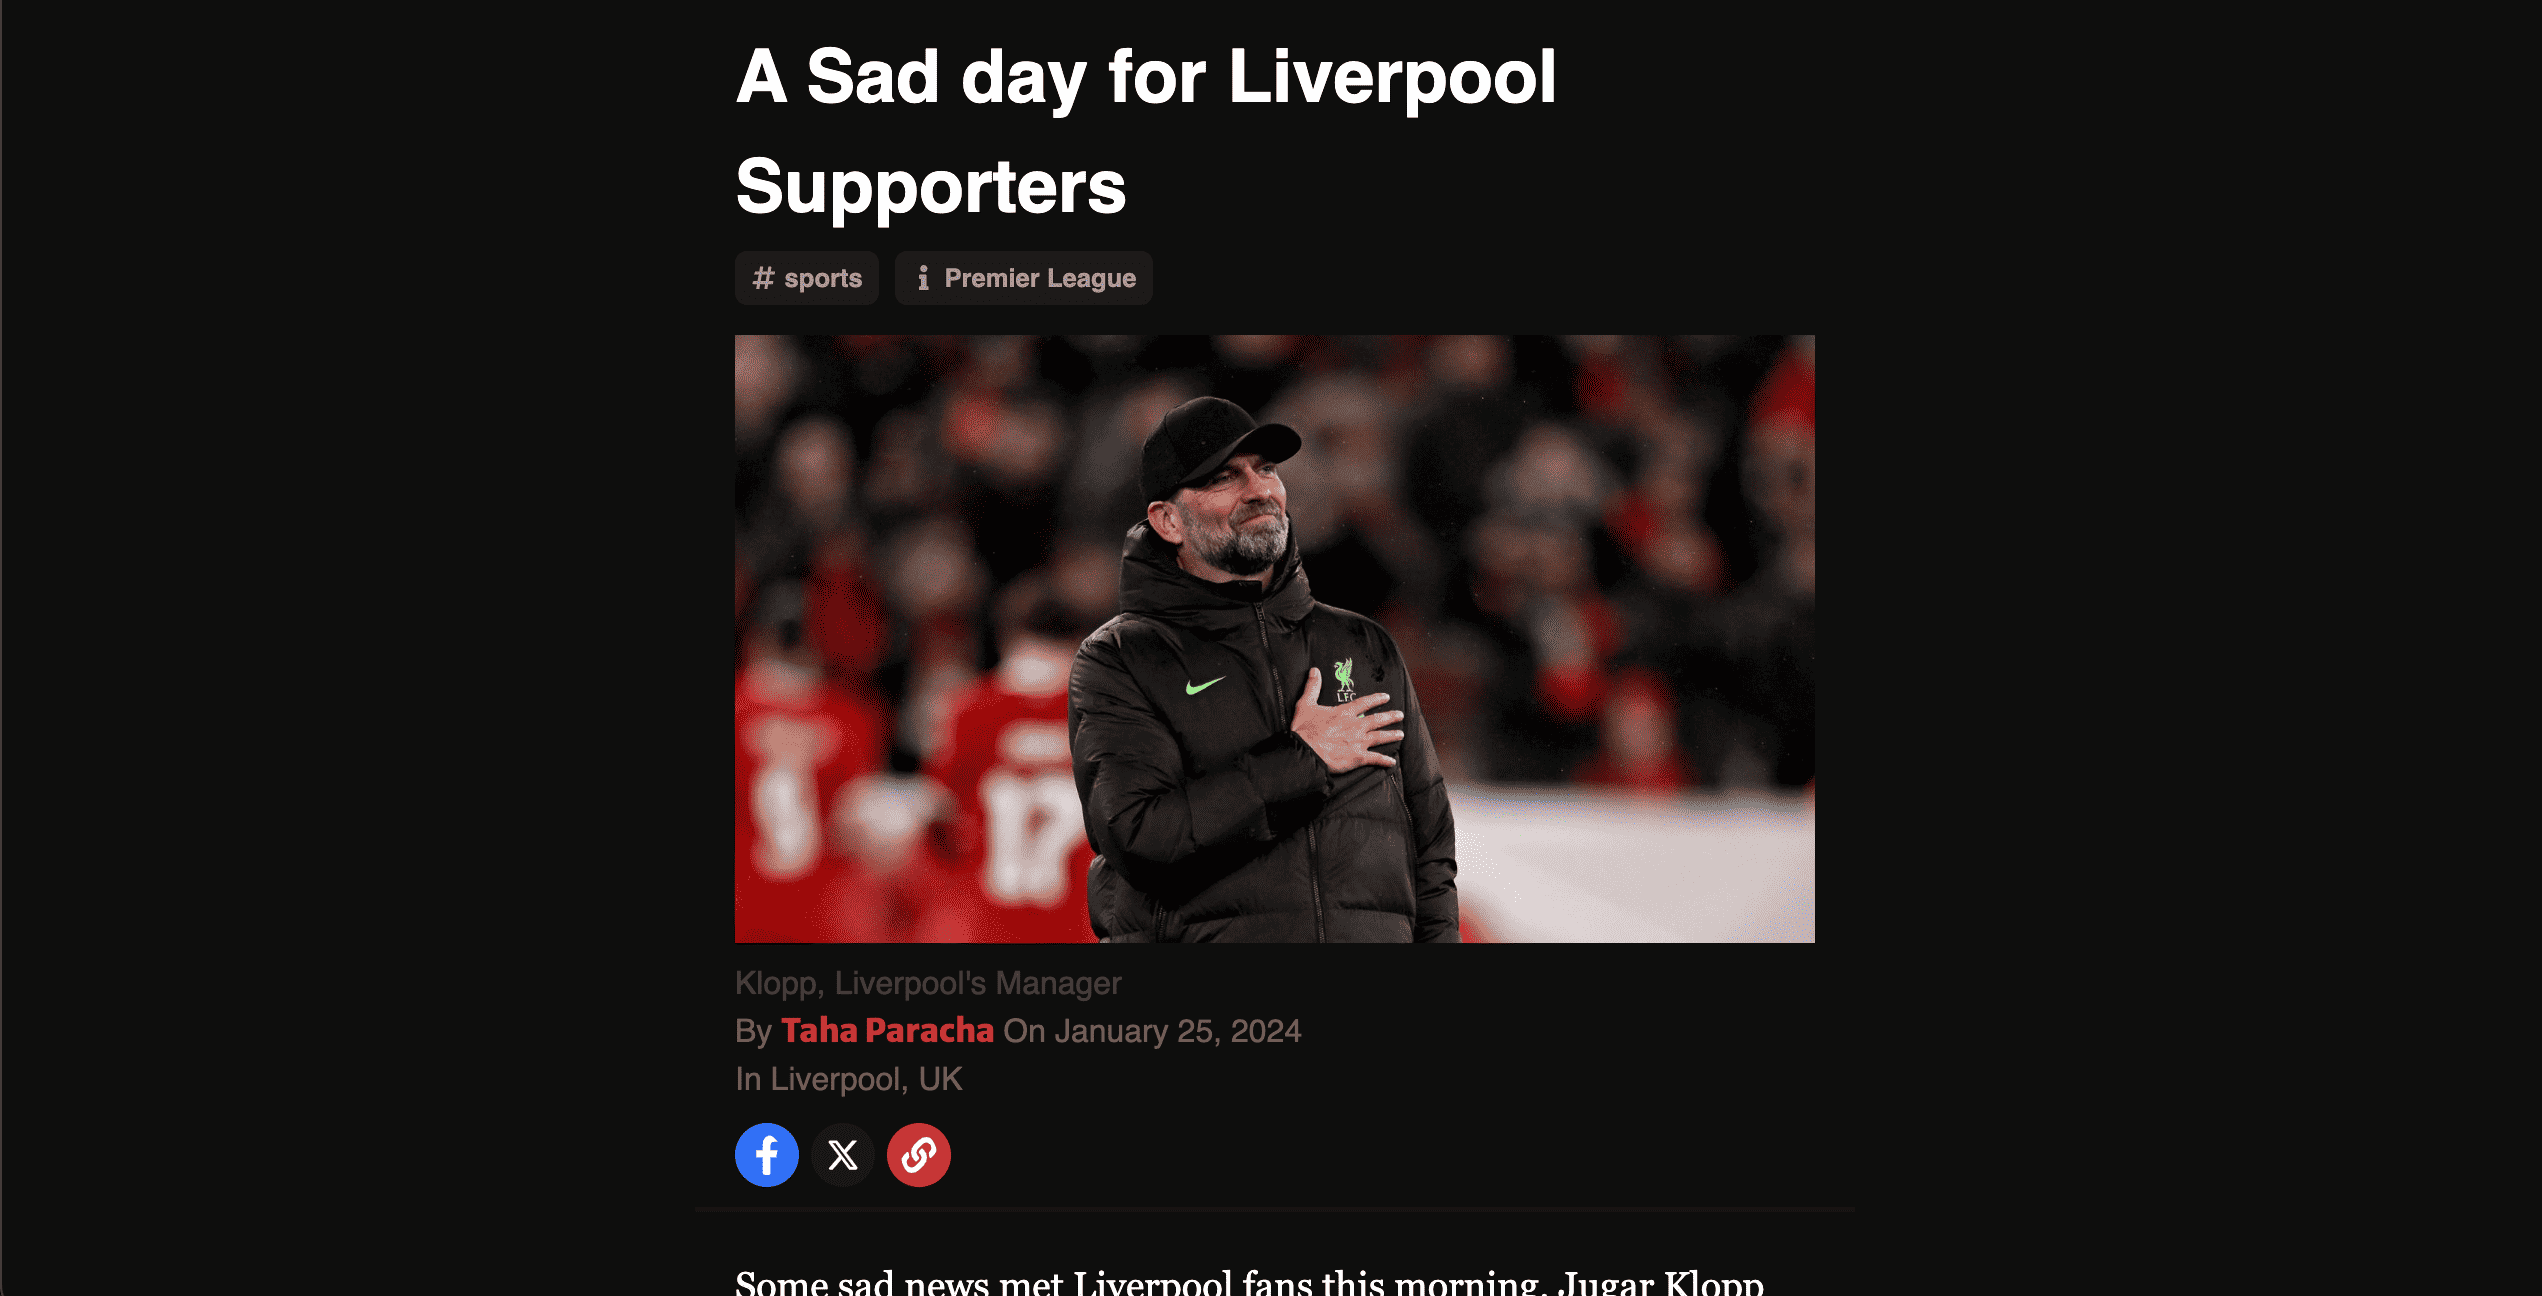 A Sad day for Liverpool
Supporters
# sports
i Premier League
LFC
17
Klopp, Liverpool's Manager
By Taha Paracha On January 25, 2024
In Liverpool, UK
Some sad news met Liverpool fans this morning. Jugar Klopp